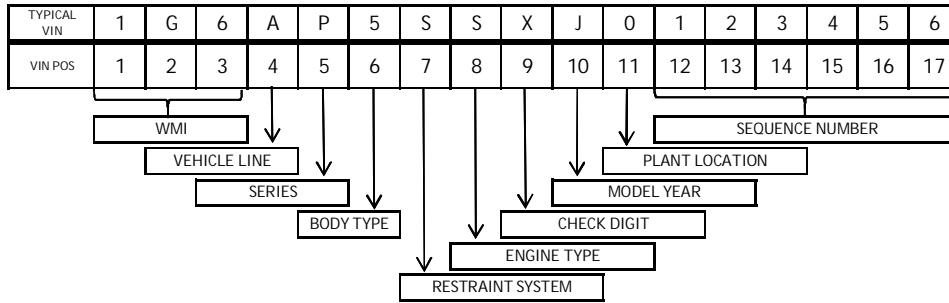 TYPICAL VIN 1 G 6 A P 5 S S X J 0 1 2 3 4 5 6
VIN POS 1 2 3 4 5 6 7 8 9 10 11 12 13 14 15 16 17
WMI SEQUENCE NUMBER
VEHICLE LINE PLANT LOCATION
SERIES MODEL YEAR
BODY TYPE CHECK DIGIT
ENGINE TYPE
RESTRAINT SYSTEM